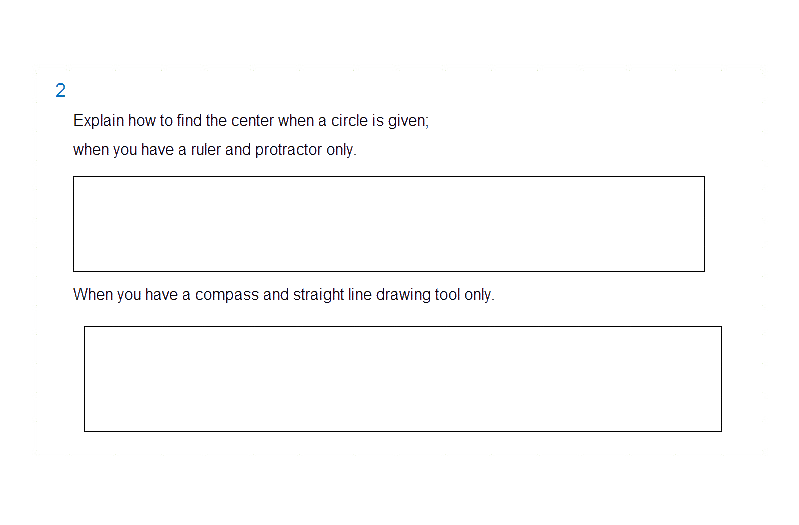 2
Explain how to find the center when a circle is given;
when you have a ruler and protractor only.
When you have a compass and straight line drawing tool only.